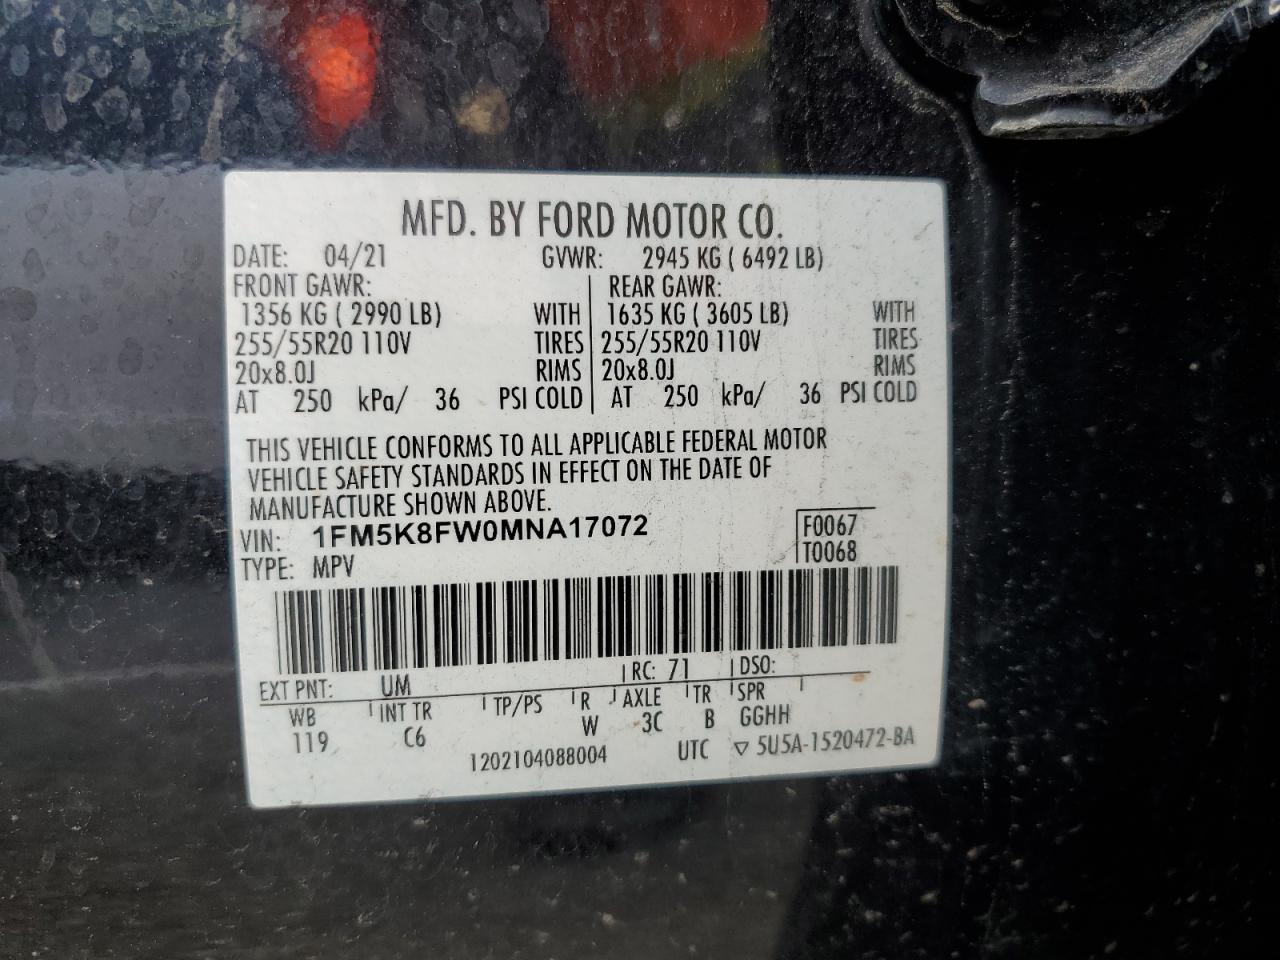 MFD. BY FORD MOTOR CO.
DATE: 04/21 GVWR: 2945 KG ( 6492 LB)
FRONT GAWR: REAR GAWR:
1356 KG ( 2990 LB) WITH 1635 KG ( 3605 LB) WITH
255/55R20 110V TIRES 255/55R20 110V TIRES
20x8.0J RIMS 20x8.0J RIMS
AT 250 kPa/ 36 PSI COLD AT 250 kPa/ 36 PSI COLD
THIS VEHICLE CONFORMS TO ALL APPLICABLE FEDERAL MOTOR
VEHICLE SAFETY STANDARDS IN EFFECT ON THE DATE OF
MANUFACTURE SHOWN ABOVE.
VIN: 1FM5K8FW0MNA17072 F0067
TYPE: MPV T0068
EXT PNT: UM RC: 71 DSO:
WB INT TR TP/PS R AXLE TR SPR
119 C6 W 3C B GGHH
1202104088004 UTC ▽ 5U5A-1520472-BA